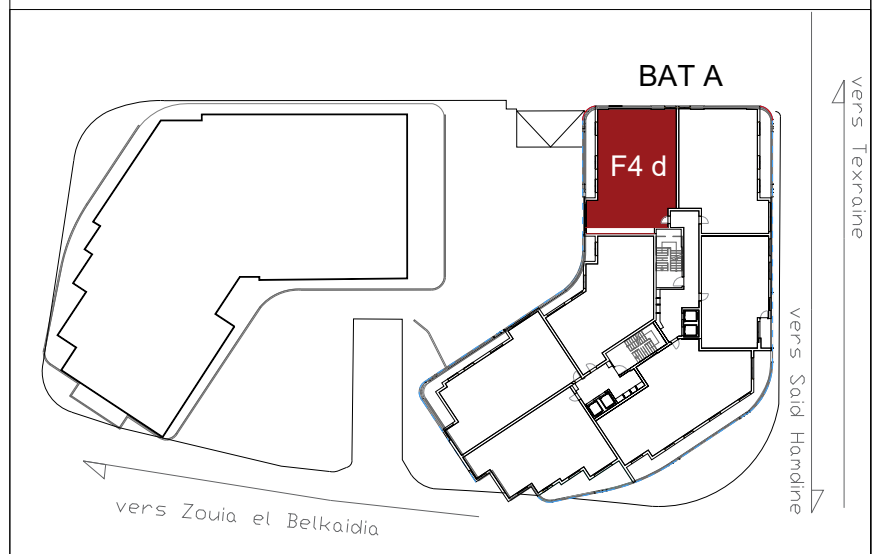 BAT A
F4 d
vers Texraine
vers Said Hamdine
vers Zouia el Belkaidia